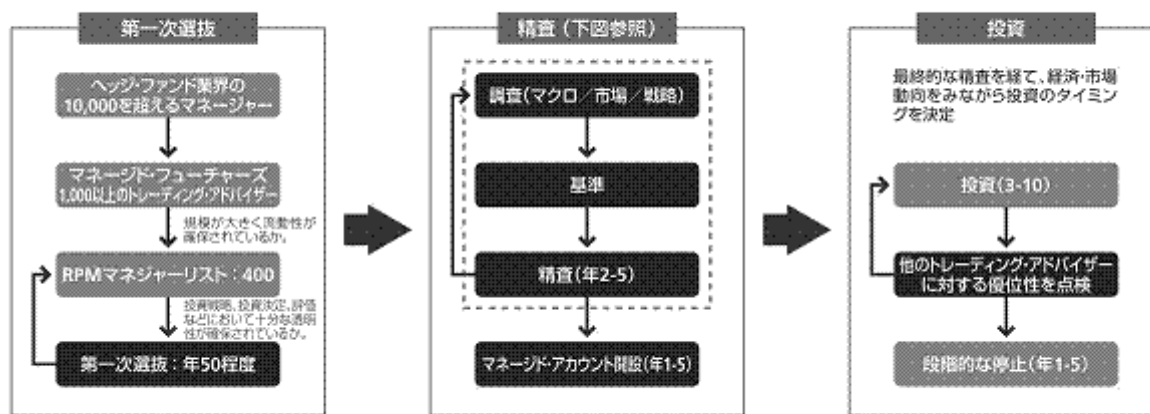 第一次選抜
ヘッジ・ファンド業界の
10,000を超えるマネージャー
マネージド・フューチャーズ
1,000以上のトレーディング・アドバイザー
規模が大きく流動性が
確保されているか。
RPMマネジャーリスト：400
投資戦略、投資決定、評価
などにおいて十分な透明
性が確保されているか。
第一次選抜：年50程度
精査（下図参照）
調査（マクロ／市場／戦略）
基準
精査（年2-5）
マネージド・アカウント開設（年1-5）
投資
最終的な精査を経て、経済・市場
動向をみながら投資のタイミン
グを決定
投資（3-10）
他のトレーディング・アドバイザー
に対する優位性を点検
段階的な停止（年1-5）